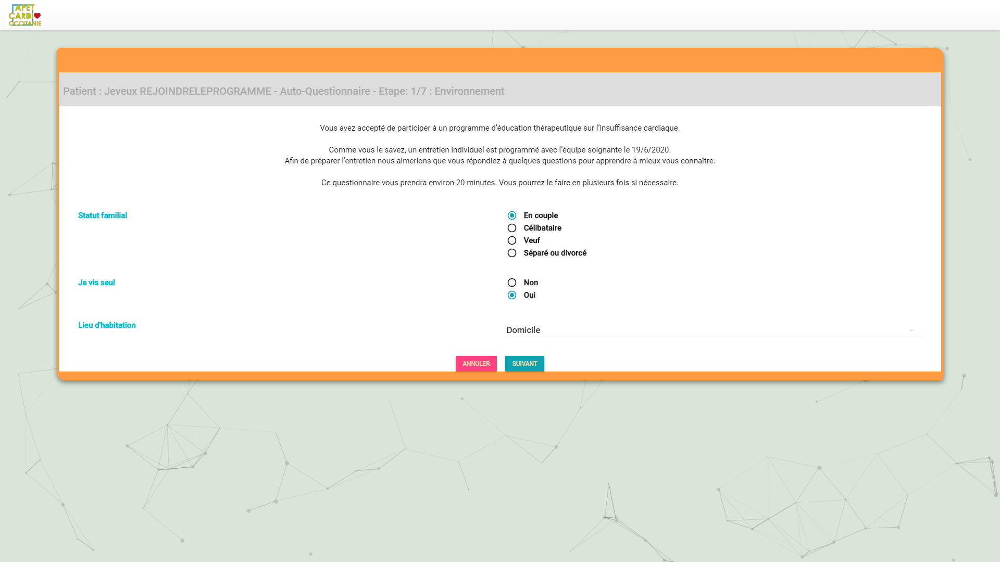 APET
CARDI
OCCITANIE
Patient : Jeveux REJOINDRELEPROGRAMME - Auto-Questionnaire - Etape: 1/7 : Environnement
Vous avez accepté de participer à un programme d’éducation thérapeutique sur l’insuffisance cardiaque.
Comme vous le savez, un entretien individuel est programmé avec l’équipe soignante le 19/6/2020.
Afin de préparer l’entretien nous aimerions que vous répondiez à quelques questions pour apprendre à mieux vous connaître.
Ce questionnaire vous prendra environ 20 minutes. Vous pourrez le faire en plusieurs fois si nécessaire.
Statut familial
En couple
Célibataire
Veuf
Séparé ou divorcé
Je vis seul
Non
Oui
Lieu d'habitation
Domicile
ANNULER
SUIVANT